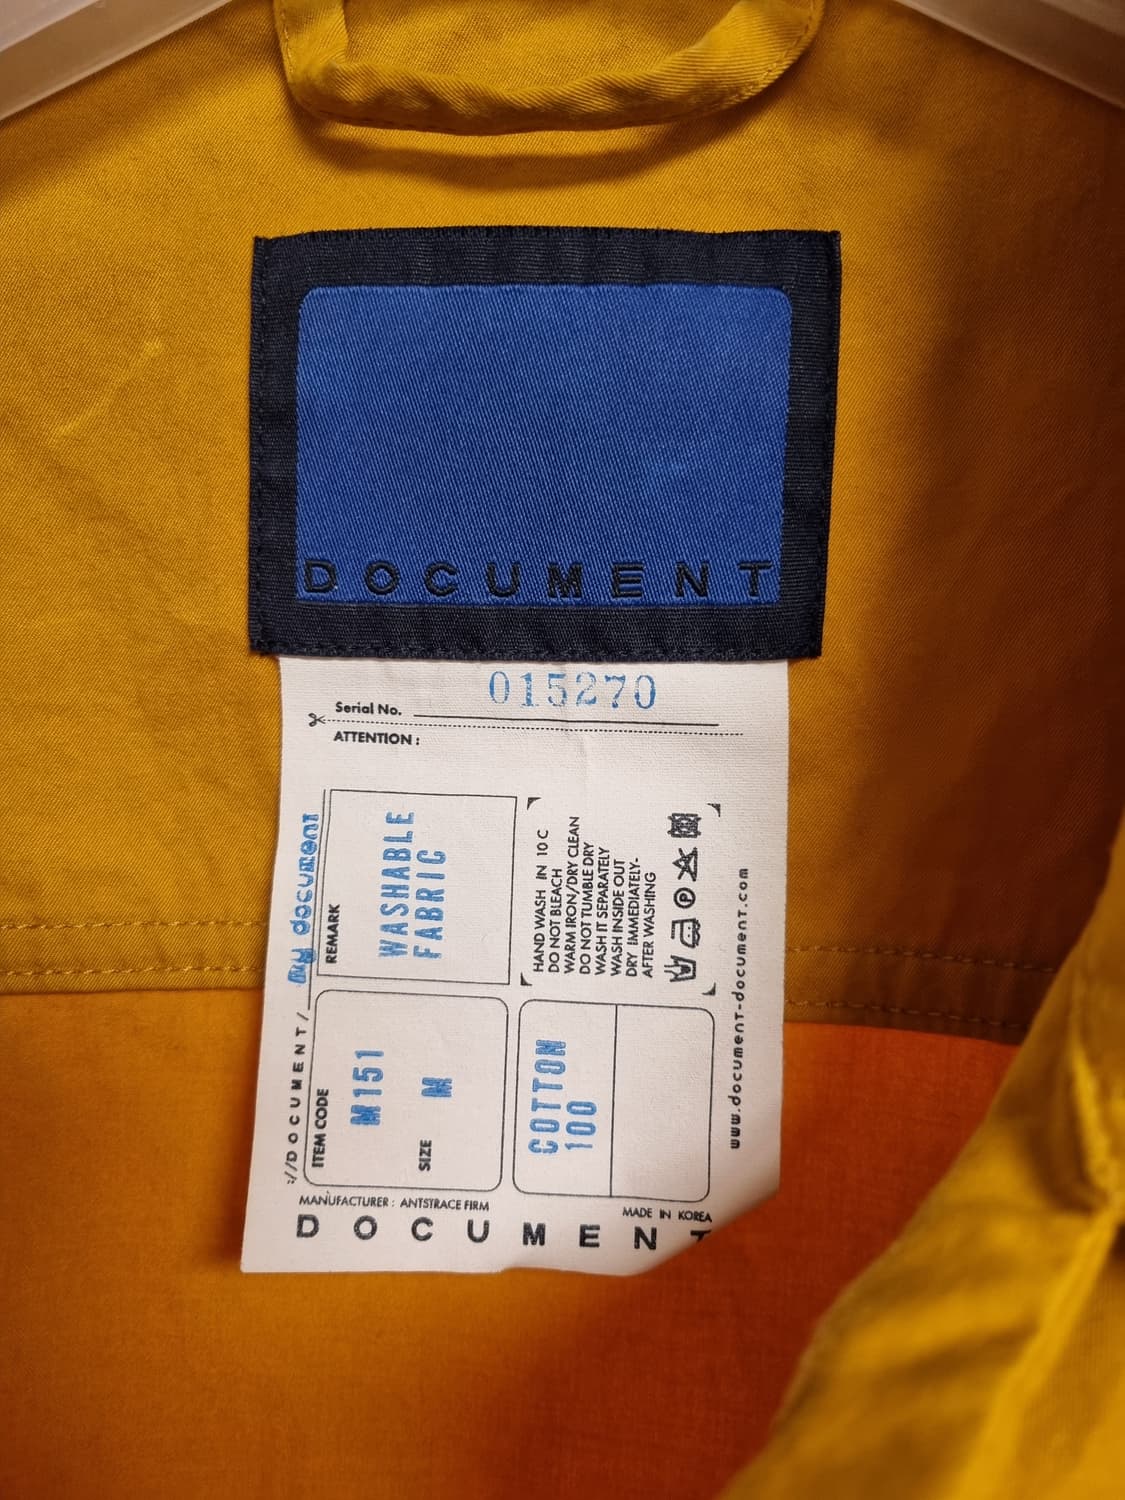 DOCUMENT
015270
Serial No.
ATTENTION :
://DOCUMENT/
my document
REMARK
WASHABLE
FABRIC
HAND WASH IN 10 C
DO NOT BLEACH
WARM IRON/DRY CLEAN
DO NOT TUMBLE DRY
WASH IT SEPARATELY
WASH INSIDE OUT
DRY IMMEDIATELY-
AFTER WASHING
ITEM CODE
M151
SIZE
M
COTTON
100
www.document-document.com
MANUFACTURER : ANTSTRACE FIRM
MADE IN KOREA
DOCUMENT